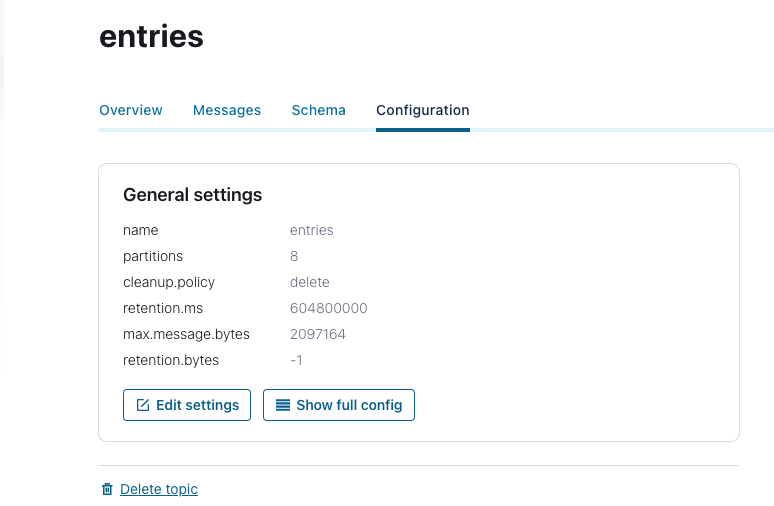 entries
Overview Messages Schema Configuration
General settings
name entries
partitions 8
cleanup.policy delete
retention.ms 604800000
max.message.bytes 2097164
retention.bytes -1
Edit settings Show full config
Delete topic